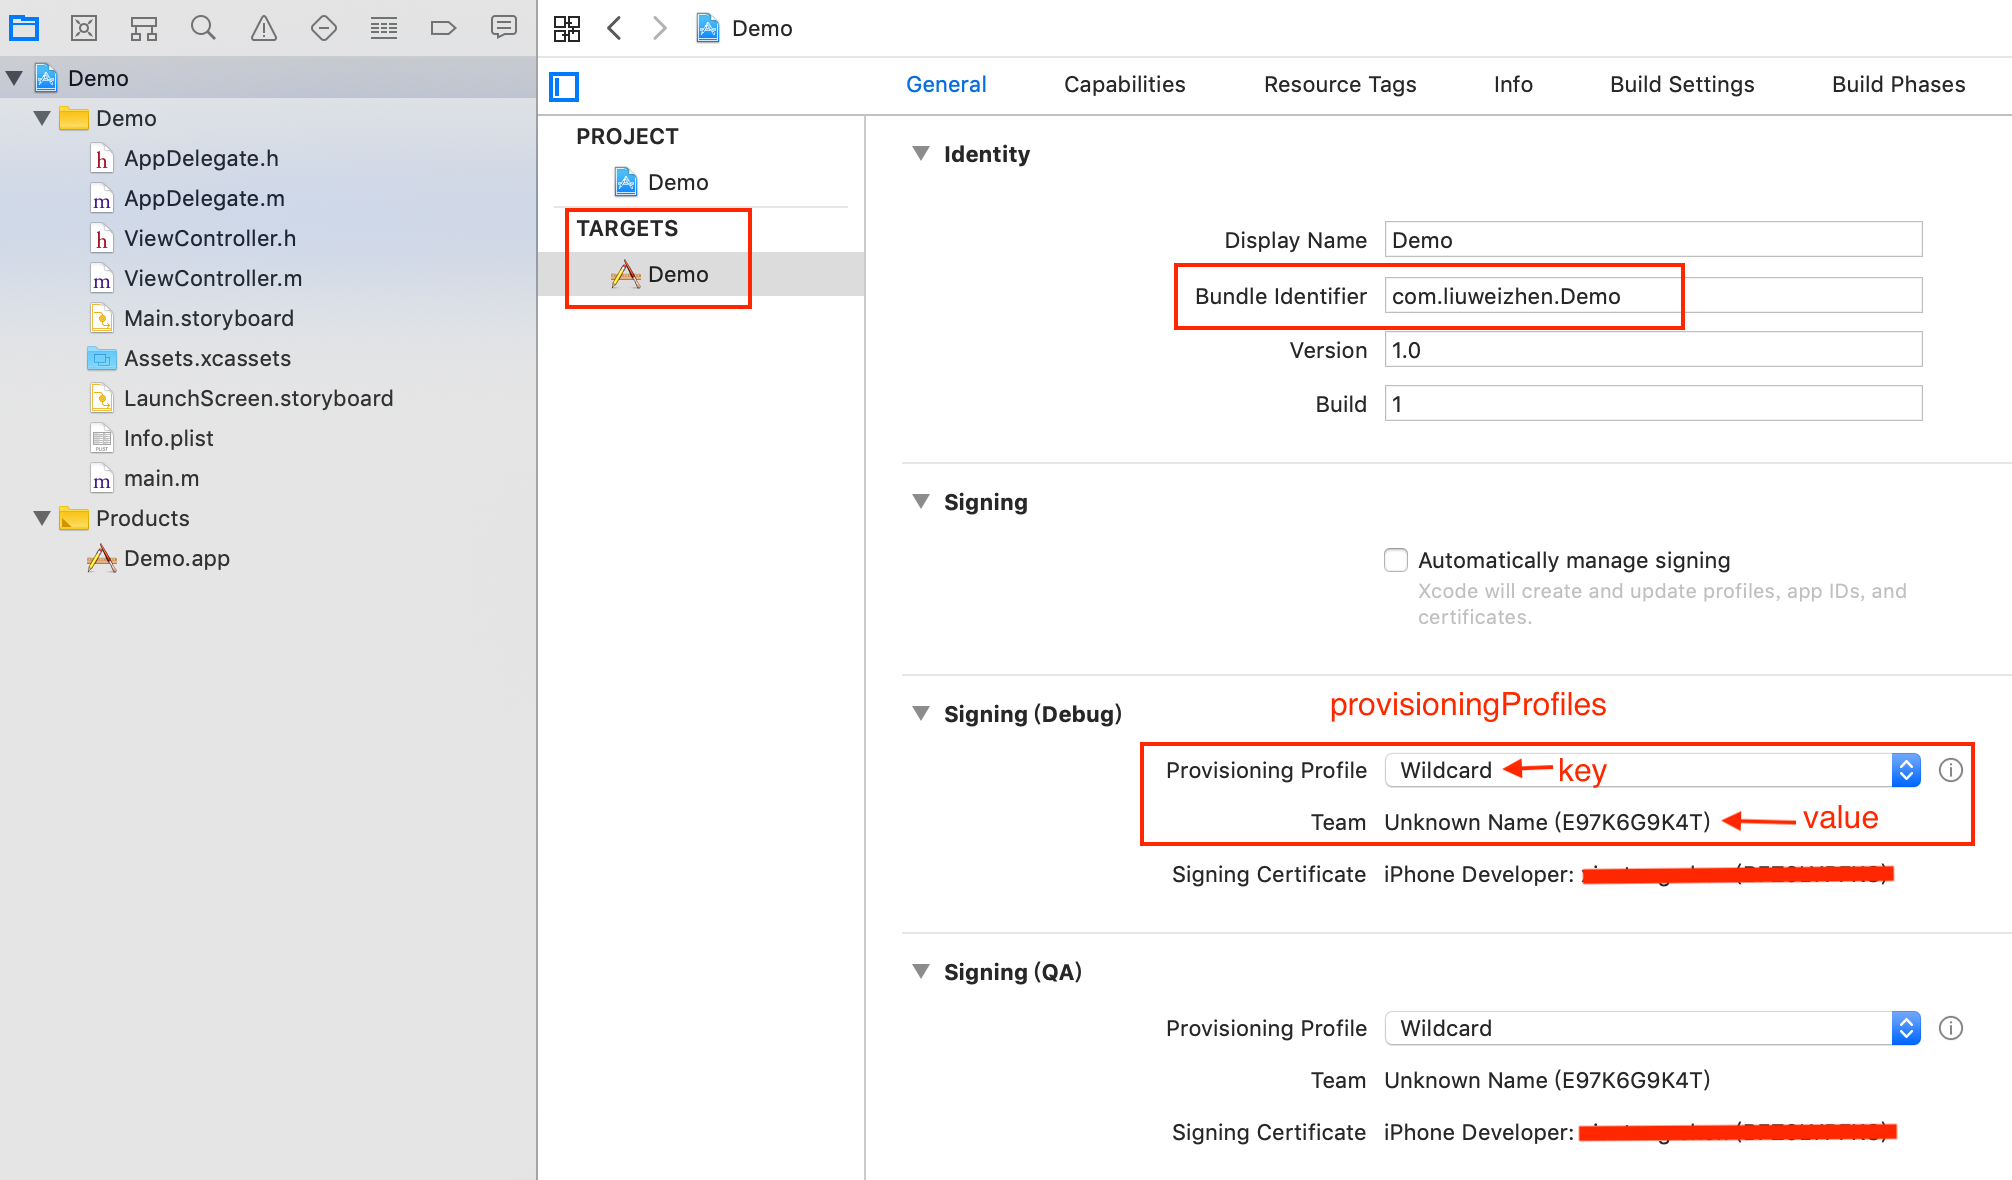 Demo
Demo
Demo
AppDelegate.h
AppDelegate.m
ViewController.h
ViewController.m
Main.storyboard
Assets.xcassets
LaunchScreen.storyboard
Info.plist
main.m
Products
Demo.app
General Capabilities Resource Tags Info Build Settings Build Phases
PROJECT
Demo
TARGETS
Demo
Identity
Display Name Demo
Bundle Identifier com.liuweizhen.Demo
Version 1.0
Build 1
Signing
Automatically manage signing
Xcode will create and update profiles, app IDs, and
certificates.
Signing (Debug)
provisioningProfiles
Provisioning Profile Wildcard key
Team Unknown Name (E97K6G9K4T) value
Signing Certificate iPhone Developer:
Signing (QA)
Provisioning Profile Wildcard
Team Unknown Name (E97K6G9K4T)
Signing Certificate iPhone Developer: